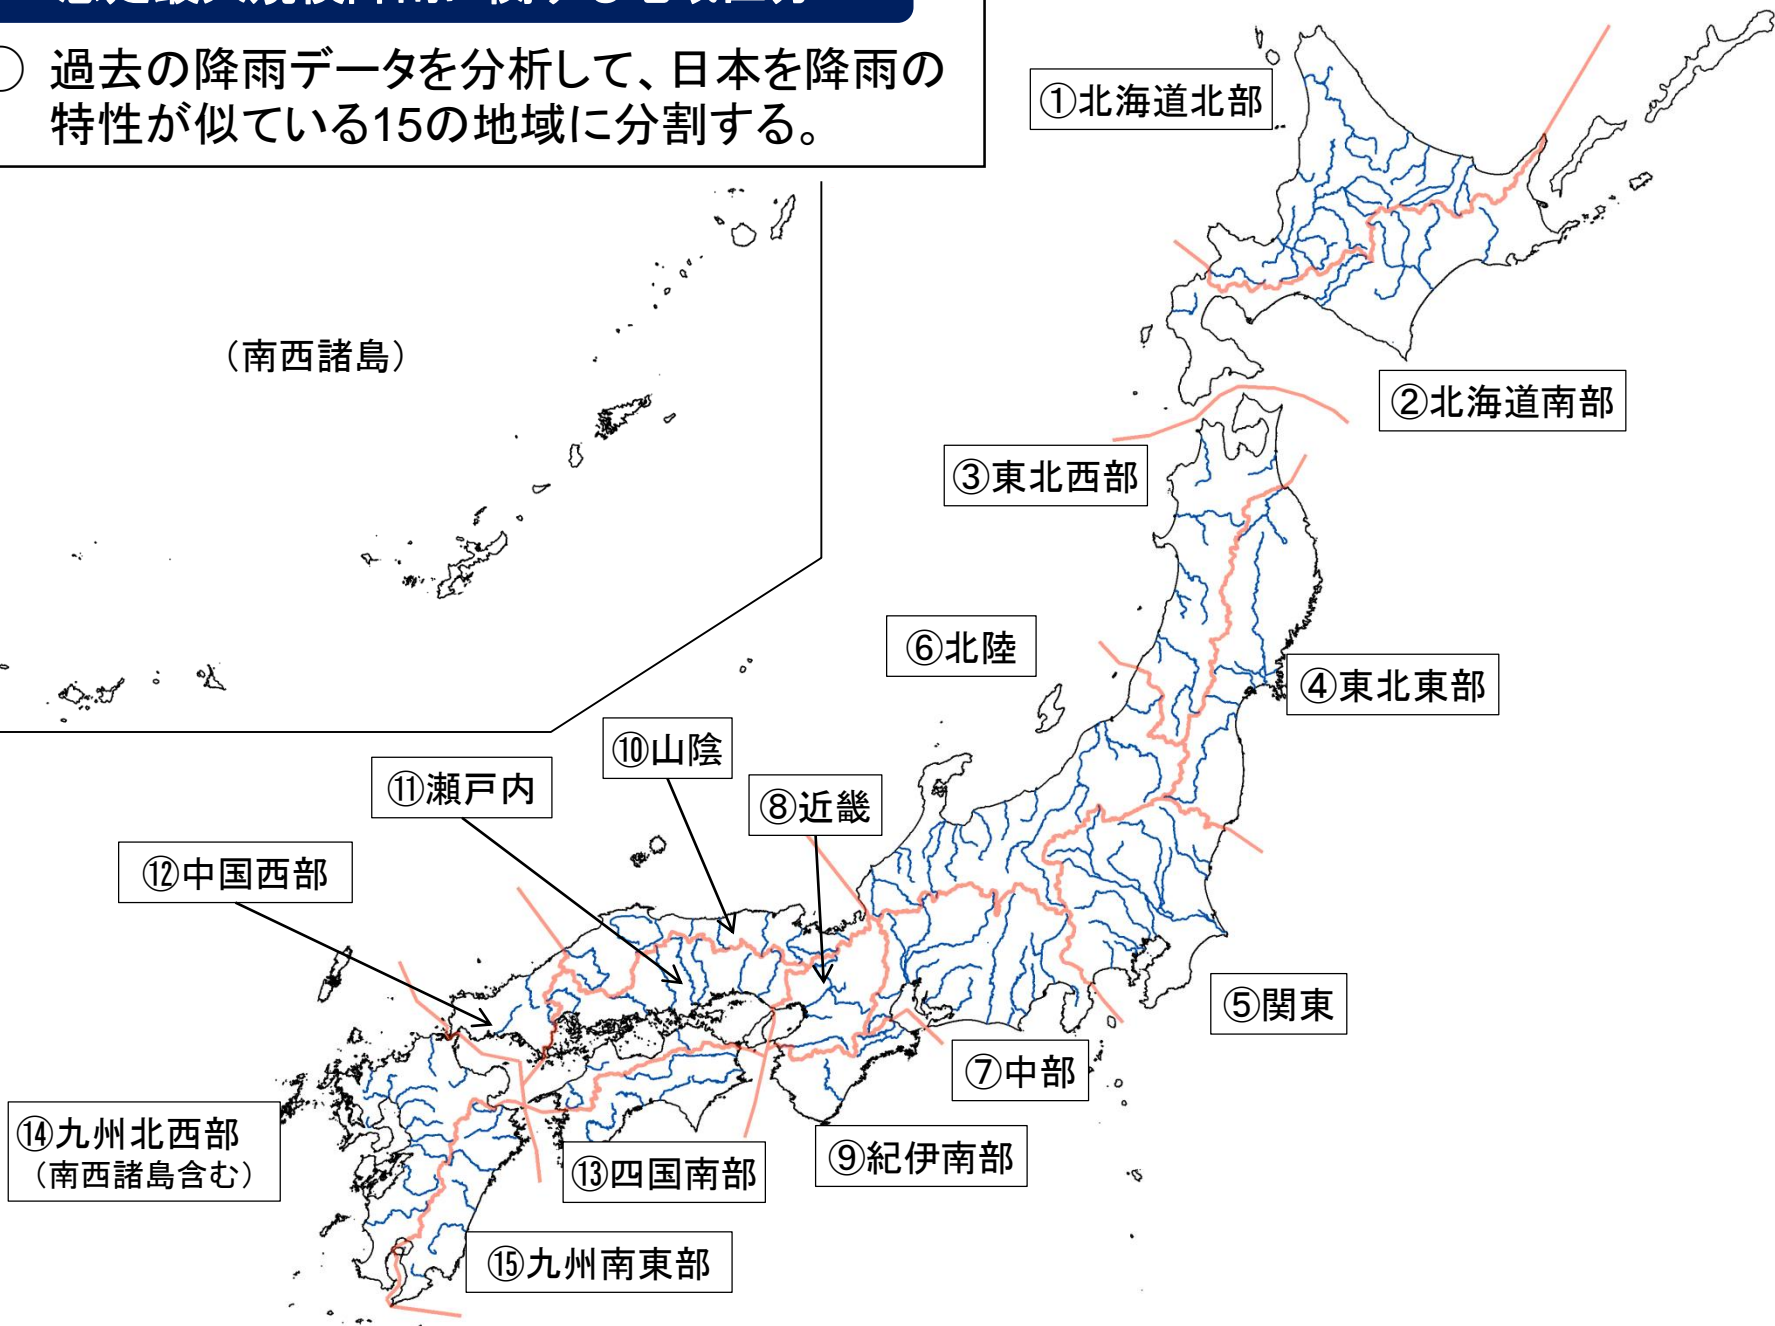 ○ 過去の降雨データを分析して、日本を降雨の
特性が似ている15の地域に分割する。
①北海道北部
(南西諸島)
②北海道南部
③東北西部
⑥北陸
④東北東部
⑩山陰
⑪瀬戸内
⑧近畿
⑫中国西部
⑤関東
⑦中部
⑭九州北西部
(南西諸島含む)
⑬四国南部
⑨紀伊南部
⑮九州南東部